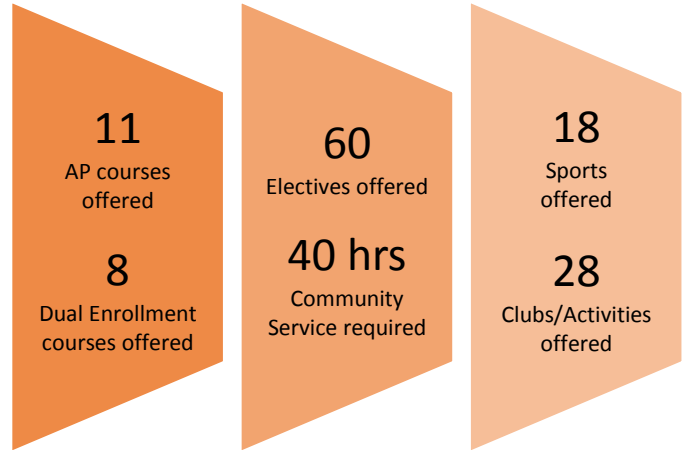 11
AP courses
offered
8
Dual Enrollment
courses offered
60
Electives offered
40 hrs
Community
Service required
18
Sports
offered
28
Clubs/Activities
offered